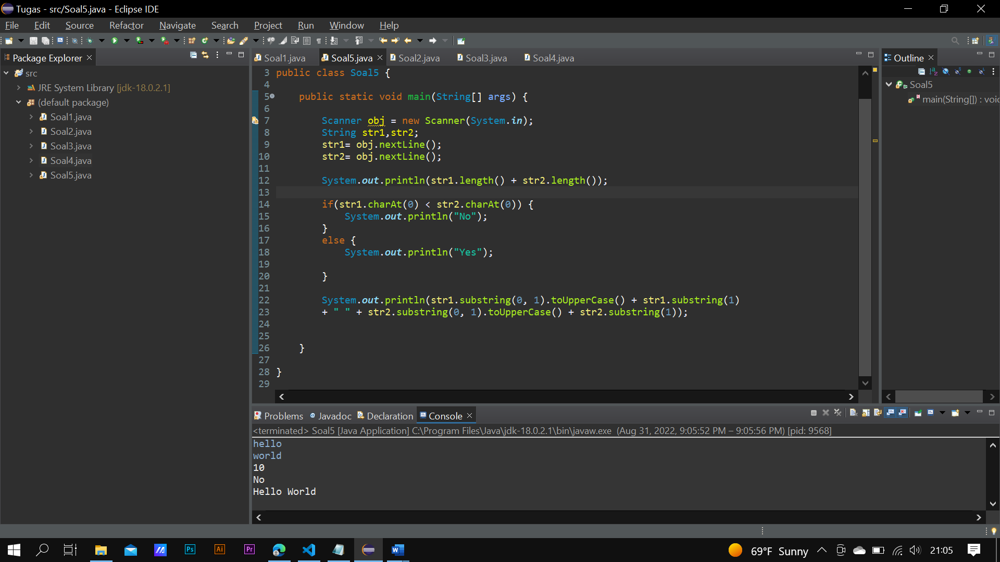 Tugas - src/Soal5.java - Eclipse IDE
File Edit Source Refactor Navigate Search Project Run Window Help
Package Explorer
src
JRE System Library [jdk-18.0.2.1]
(default package)
Soal1.java
Soal2.java
Soal3.java
Soal4.java
Soal5.java
Soal1.java Soal5.java Soal2.java Soal3.java Soal4.java
3 public class Soal5 {
4
5 public static void main(String[] args) {
6
7 Scanner obj = new Scanner(System.in);
8 String str1,str2;
9 str1= obj.nextLine();
10 str2= obj.nextLine();
11
12 System.out.println(str1.length() + str2.length());
13
14 if(str1.charAt(0) < str2.charAt(0)) {
15 System.out.println("No");
16 }
17 else {
18 System.out.println("Yes");
19
20 }
21
22 System.out.println(str1.substring(0, 1).toUpperCase() + str1.substring(1)
23 + " " + str2.substring(0, 1).toUpperCase() + str2.substring(1));
24
25
26 }
27
28 }
29
Outline
Soal5
main(String[]) : voic
Problems Javadoc Declaration Console
<terminated> Soal5 [Java Application] C:\Program Files\Java\jdk-18.0.2.1\bin\javaw.exe (Aug 31, 2022, 9:05:52 PM – 9:05:56 PM) [pid: 9568]
hello
world
10
No
Hello World
Ps Ai Pr
69°F Sunny 21:05